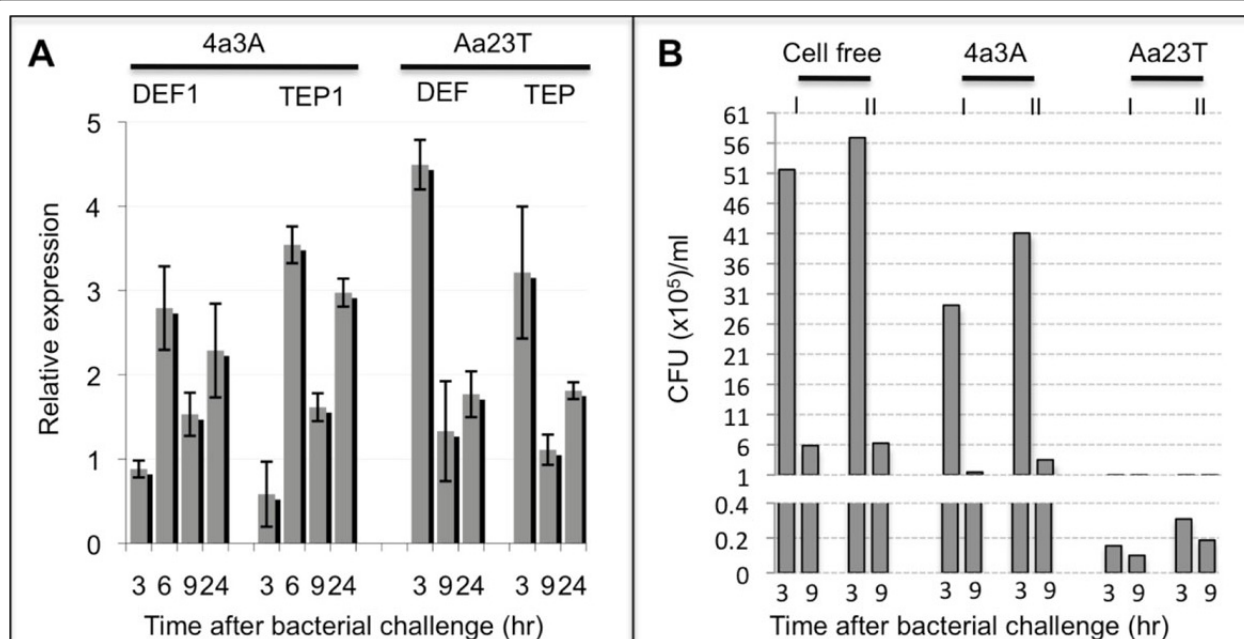 A
4a3A
Aa23T
DEF1
TEP1
DEF
TEP
Relative expression
5
4
3
2
1
0
3 6 9 24
3 6 9 24
3 9 24
3 9 24
Time after bacterial challenge (hr)
B
Cell free
4a3A
Aa23T
I II
I II
I II
CFU (x10⁵)/ml
61
56
51
46
41
36
31
26
21
16
11
6
1
0.4
0.2
0
3 9 3 9
3 9 3 9
3 9 3 9
Time after bacterial challenge (hr)